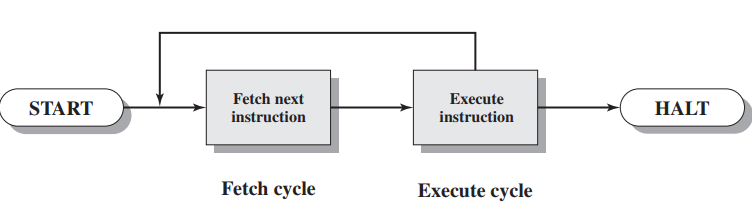 START
Fetch next
instruction
Execute
instruction
HALT
Fetch cycle
Execute cycle